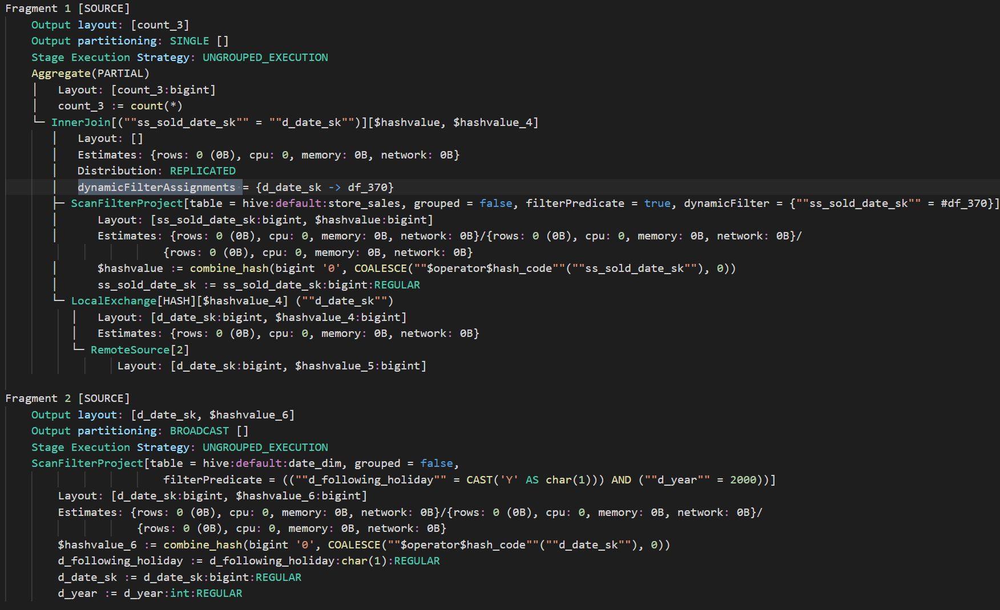 Fragment 1 [SOURCE]
Output layout: [count_3]
Output partitioning: SINGLE []
Stage Execution Strategy: UNGROUPED_EXECUTION
Aggregate(PARTIAL)
│ Layout: [count_3:bigint]
│ count_3 := count(*)
└─ InnerJoin[(""ss_sold_date_sk"" = ""d_date_sk"")][$hashvalue, $hashvalue_4]
│ Layout: []
│ Estimates: {rows: 0 (0B), cpu: 0, memory: 0B, network: 0B}
│ Distribution: REPLICATED
│ dynamicFilterAssignments = {d_date_sk -> df_370}
├─ ScanFilterProject[table = hive:default:store_sales, grouped = false, filterPredicate = true, dynamicFilter = {""ss_sold_date_sk"" = #df_370}]
│ Layout: [ss_sold_date_sk:bigint, $hashvalue:bigint]
│ Estimates: {rows: 0 (0B), cpu: 0, memory: 0B, network: 0B}/{rows: 0 (0B), cpu: 0, memory: 0B, network: 0B}/
{rows: 0 (0B), cpu: 0, memory: 0B, network: 0B}
│ $hashvalue := combine_hash(bigint '0', COALESCE(""$operator$hash_code""(""ss_sold_date_sk""), 0))
│ ss_sold_date_sk := ss_sold_date_sk:bigint:REGULAR
└─ LocalExchange[HASH][$hashvalue_4] (""d_date_sk"")
│ Layout: [d_date_sk:bigint, $hashvalue_4:bigint]
│ Estimates: {rows: 0 (0B), cpu: 0, memory: 0B, network: 0B}
└─ RemoteSource[2]
Layout: [d_date_sk:bigint, $hashvalue_5:bigint]
Fragment 2 [SOURCE]
Output layout: [d_date_sk, $hashvalue_6]
Output partitioning: BROADCAST []
Stage Execution Strategy: UNGROUPED_EXECUTION
ScanFilterProject[table = hive:default:date_dim, grouped = false,
filterPredicate = ((""d_following_holiday"" = CAST('Y' AS char(1))) AND (""d_year"" = 2000))]
Layout: [d_date_sk:bigint, $hashvalue_6:bigint]
Estimates: {rows: 0 (0B), cpu: 0, memory: 0B, network: 0B}/{rows: 0 (0B), cpu: 0, memory: 0B, network: 0B}/
{rows: 0 (0B), cpu: 0, memory: 0B, network: 0B}
$hashvalue_6 := combine_hash(bigint '0', COALESCE(""$operator$hash_code""(""d_date_sk""), 0))
d_following_holiday := d_following_holiday:char(1):REGULAR
d_date_sk := d_date_sk:bigint:REGULAR
d_year := d_year:int:REGULAR